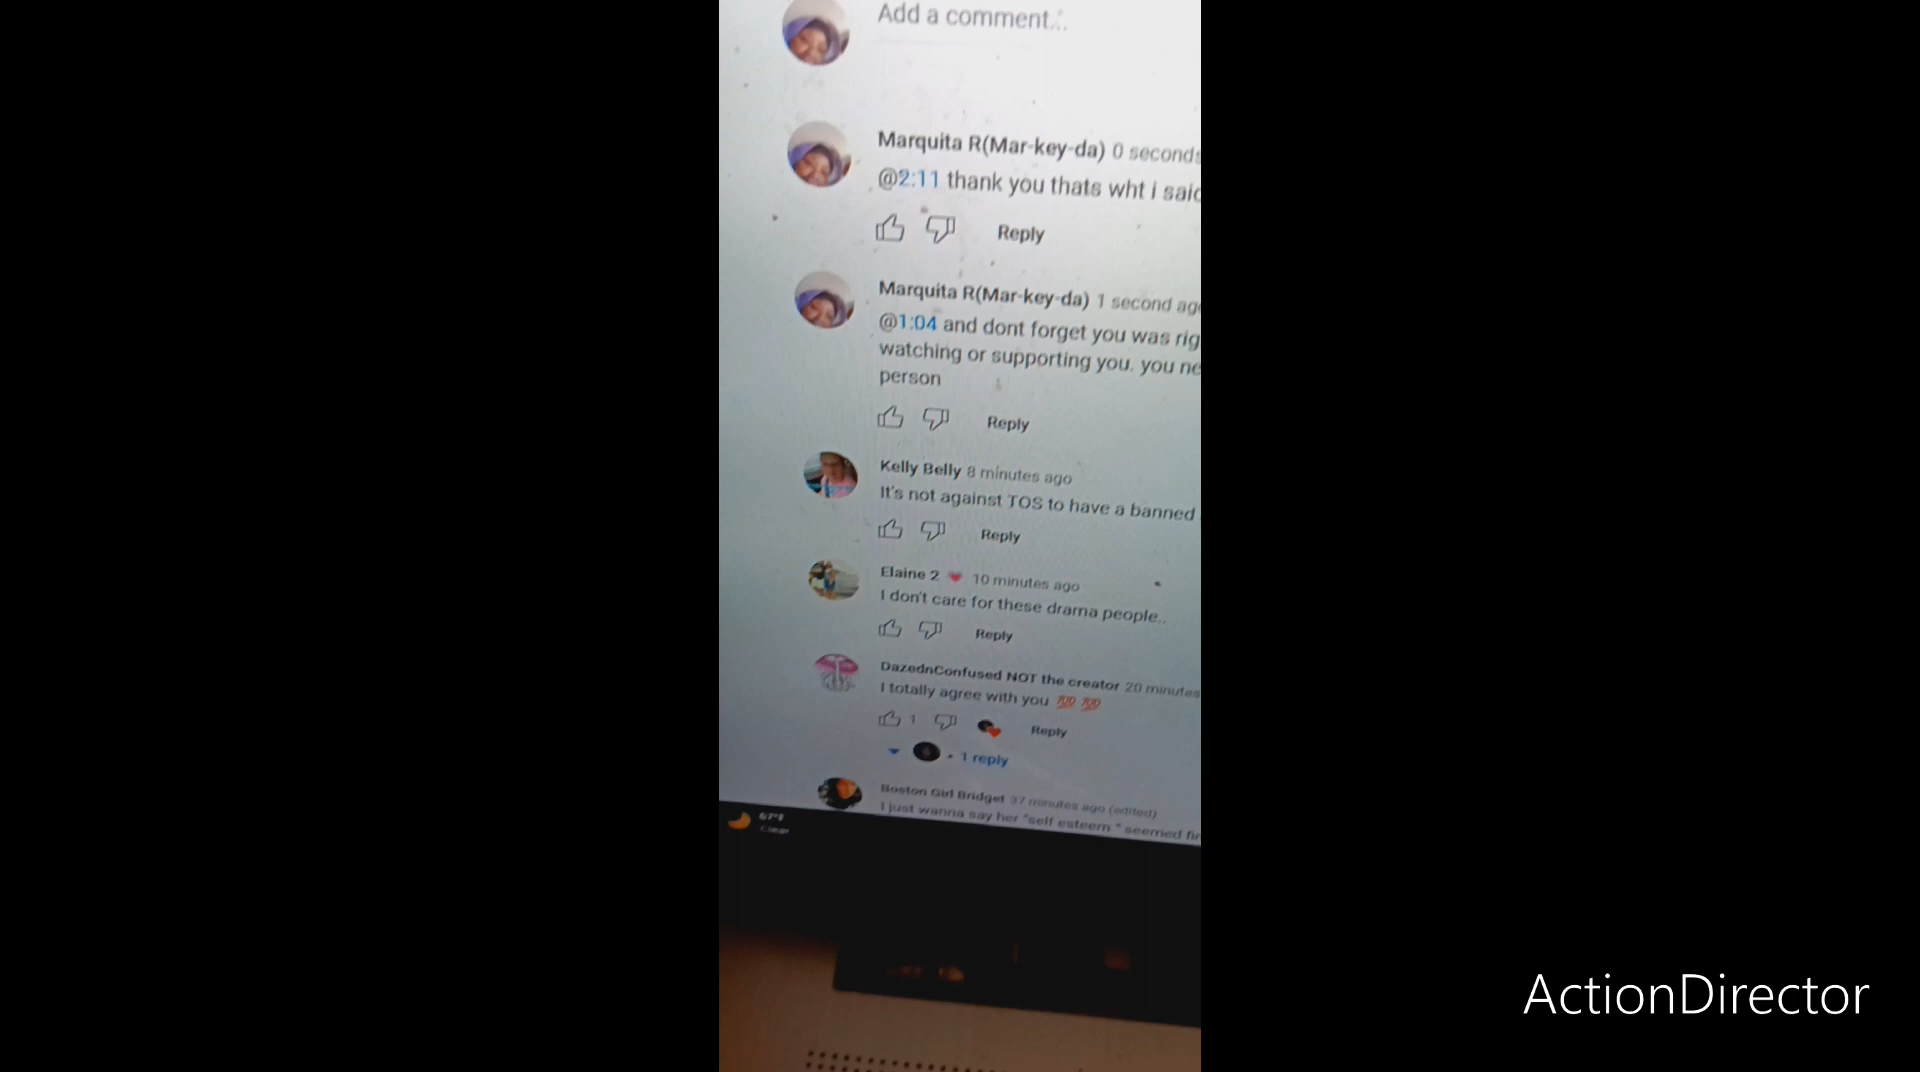 Add a comment...
Marquita R(Mar-key-da) 0 seconds
@2:11 thank you thats wht i said
Reply
Marquita R(Mar-key-da) 1 second ago
@1:04 and dont forget you was rig
watching or supporting you. you ne
person
Reply
Kelly Belly 8 minutes ago
It's not against TOS to have a banned
Reply
Elaine 2 💗 10 minutes ago
I don't care for these drama people..
Reply
DazednConfused NOT the creator 20 minutes
I totally agree with you 💯 💯
1 Reply
1 reply
Boston Girl Bridget 37 minutes ago (edited)
I just wanna say her "self esteem " seemed fin
67°F
Clear
ActionDirector